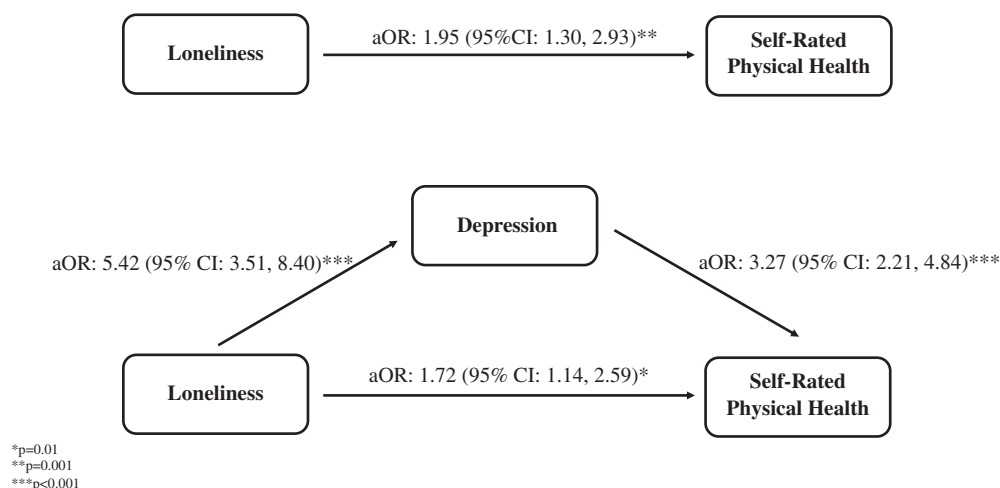 Loneliness
aOR: 1.95 (95%CI: 1.30, 2.93)**
Self-Rated
Physical Health
Depression
aOR: 5.42 (95% CI: 3.51, 8.40)***
aOR: 3.27 (95% CI: 2.21, 4.84)***
Loneliness
aOR: 1.72 (95% CI: 1.14, 2.59)*
Self-Rated
Physical Health
*p=0.01
**p=0.001
***p<0.001